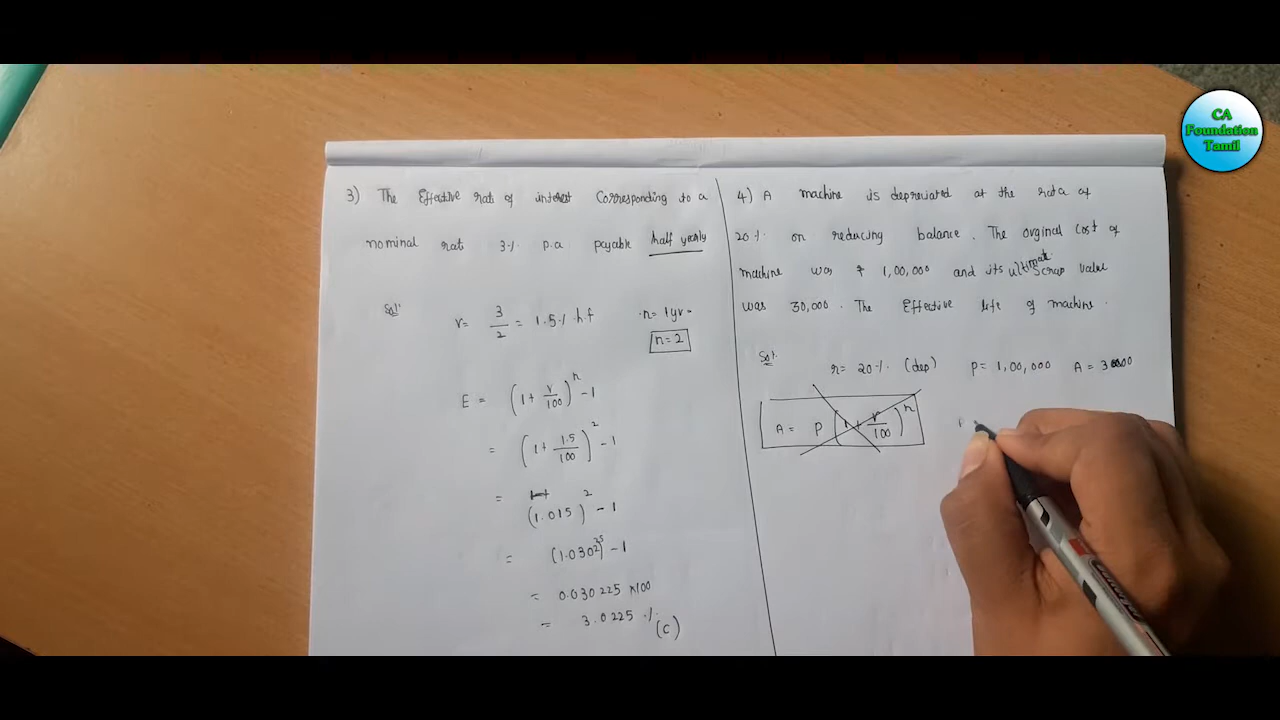 CA
Foundation
Tamil
3) The Effective rate of interest Corresponding to a
nominal rate 3% p.a payable half yearly
Sol:
r = 3/2 = 1.5% h.f n = 1 yr =
n = 2
E = (1 + r/100)^n - 1
= (1 + 1.5/100)^2 - 1
=
(1.015)^2 - 1
= (1.030225) - 1
= 0.030225 × 100
= 3.0225 %
(C)
4) A machine is depreciated at the rate of
20% on reducing balance. The orginal cost of
machine was ₹ 1,00,000 and its ultimate scrap value
was 30,000. The Effective life of machine.
Sol:
r = 20% (dep) p = 1,00,000 A = 30000
A = P (1 + r/100)^n